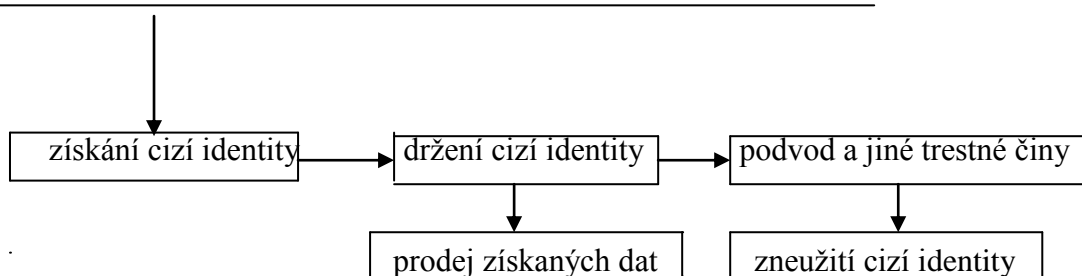 získání cizí identity
držení cizí identity
podvod a jiné trestné činy
prodej získaných dat
zneužití cizí identity